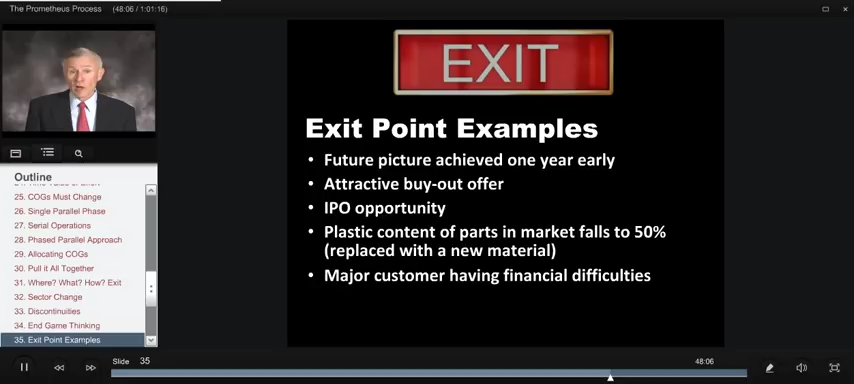 The Prometheus Process (48:06 / 1:01:16)
EXIT
Exit Point Examples
• Future picture achieved one year early
• Attractive buy-out offer
• IPO opportunity
• Plastic content of parts in market falls to 50%
(replaced with a new material)
• Major customer having financial difficulties
Outline
25. COGs Must Change
26. Single Parallel Phase
27. Serial Operations
28. Phased Parallel Approach
29. Allocating COGs
30. Pull it All Together
31. Where? What? How? Exit
32. Sector Change
33. Discontinuities
34. End Game Thinking
35. Exit Point Examples
Slide 35
48:06